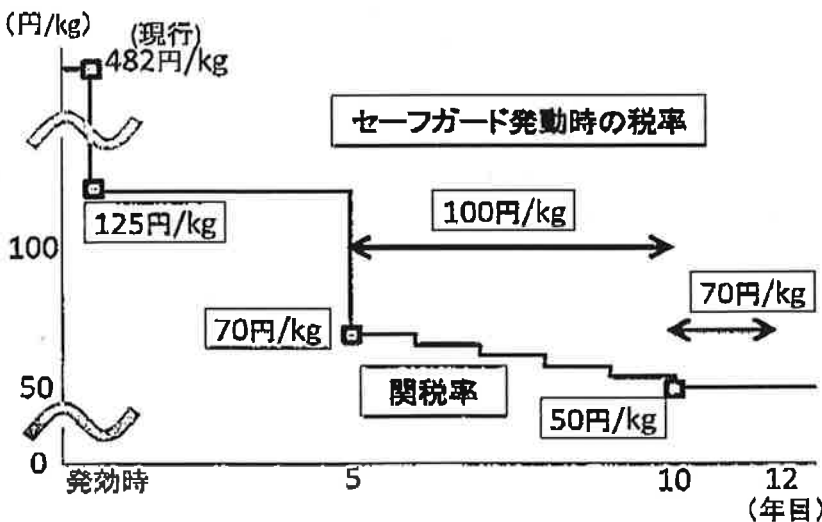 (円/kg)
(現行)
482円/kg
セーフガード発動時の税率
125円/kg
100円/kg
100
70円/kg
70円/kg
50
関税率
50円/kg
0
発効時
5
10
12
(年目)